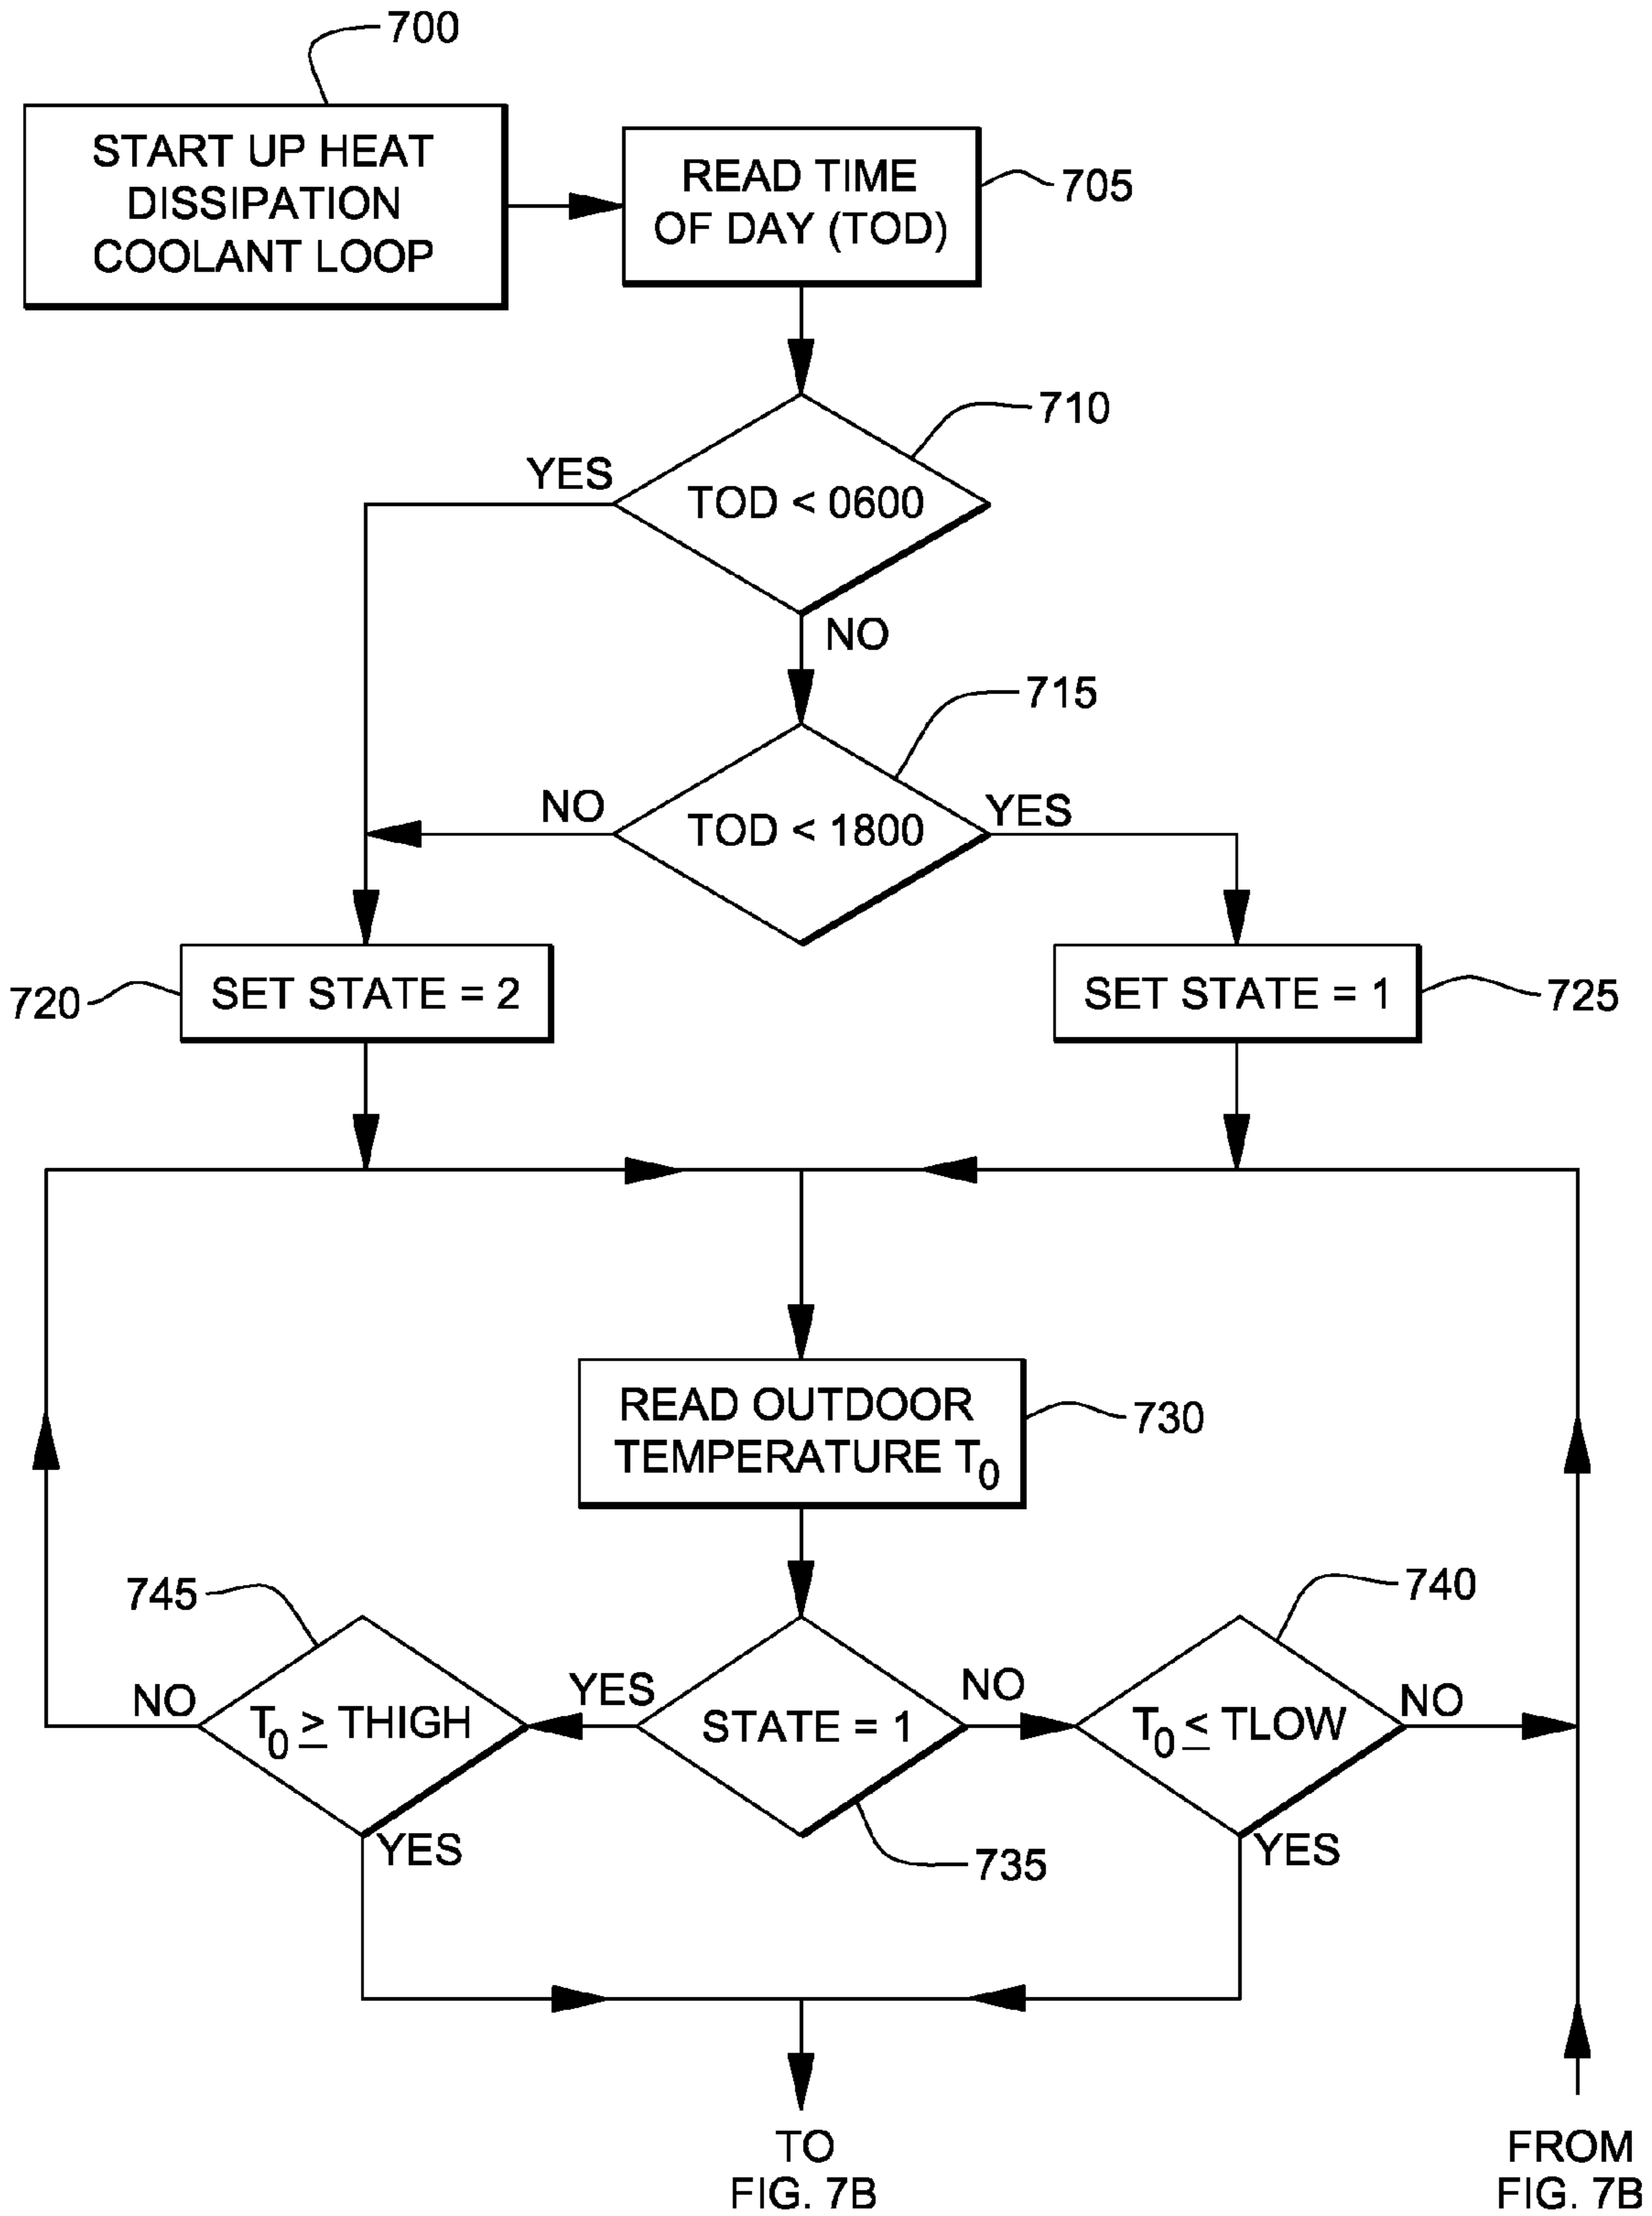 700
START UP HEAT
DISSIPATION
COOLANT LOOP
READ TIME
OF DAY (TOD)
705
710
YES
TOD < 0600
NO
715
NO
TOD < 1800
YES
720
SET STATE = 2
SET STATE = 1
725
READ OUTDOOR
TEMPERATURE T0
730
745
740
NO
T0 ≥ THIGH
YES
STATE = 1
NO
T0 ≤ TLOW
NO
YES
735
YES
TO
FIG. 7B
FROM
FIG. 7B